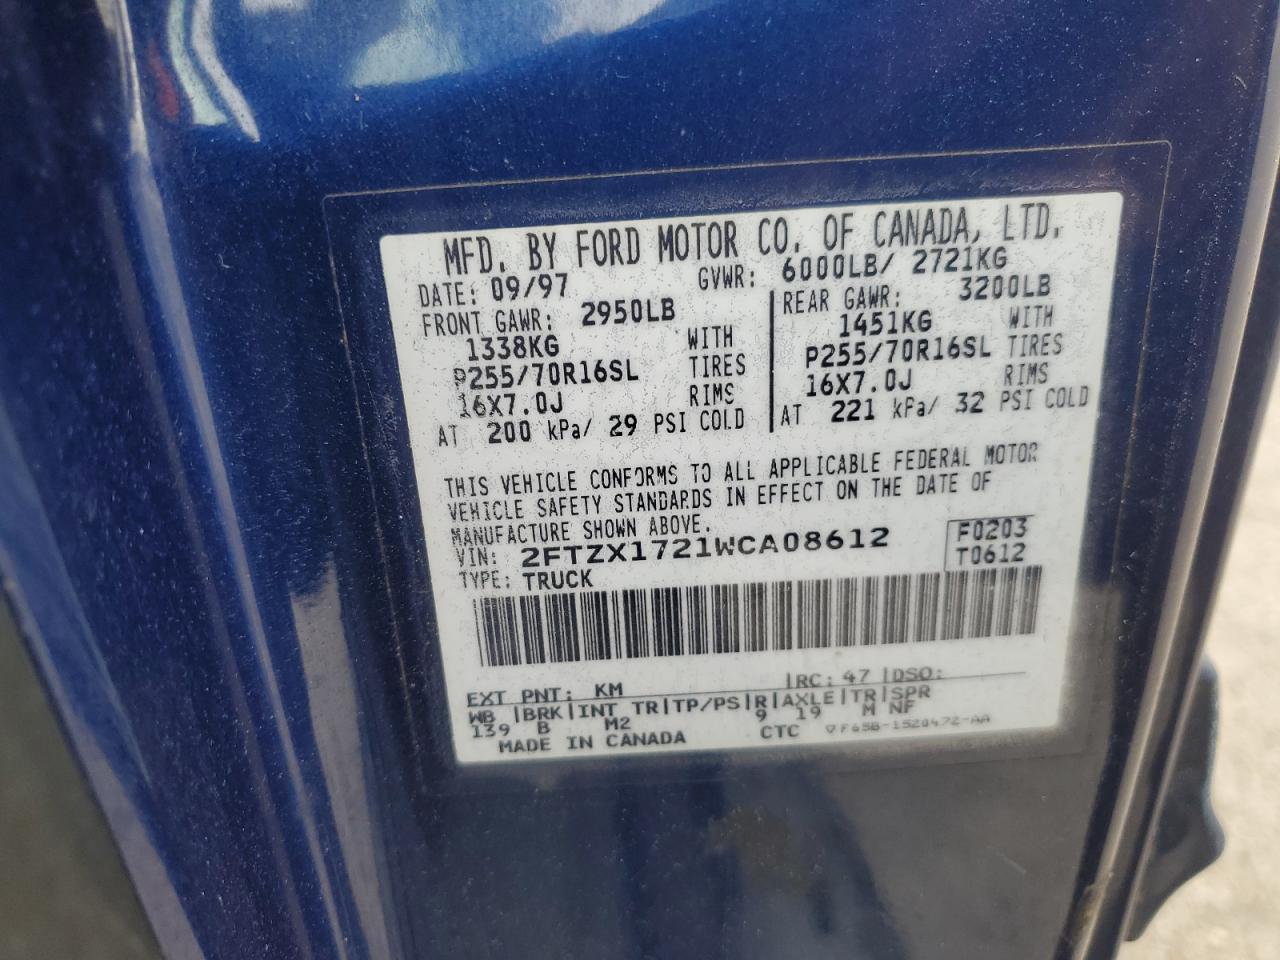 MFD. BY FORD MOTOR CO. OF CANADA, LTD.
DATE: 09/97 GVWR: 6000LB/ 2721KG
FRONT GAWR: 2950LB
1338KG WITH
P255/70R16SL TIRES
16X7.0J RIMS
AT 200 kPa/ 29 PSI COLD
REAR GAWR: 3200LB
1451KG WITH
P255/70R16SL TIRES
16X7.0J RIMS
AT 221 kPa/ 32 PSI COLD
THIS VEHICLE CONFORMS TO ALL APPLICABLE FEDERAL MOTOR
VEHICLE SAFETY STANDARDS IN EFFECT ON THE DATE OF
MANUFACTURE SHOWN ABOVE.
VIN: 2FTZX1721WCA08612
TYPE: TRUCK
F0203
T0612
EXT PNT: KM |RC: 47 |DSO:
WB |BRK|INT TR|TP/PS|R|AXLE|TR|SPR
139 B M2 9 19 M NF
MADE IN CANADA CTC ▽F65B-1520472-AA